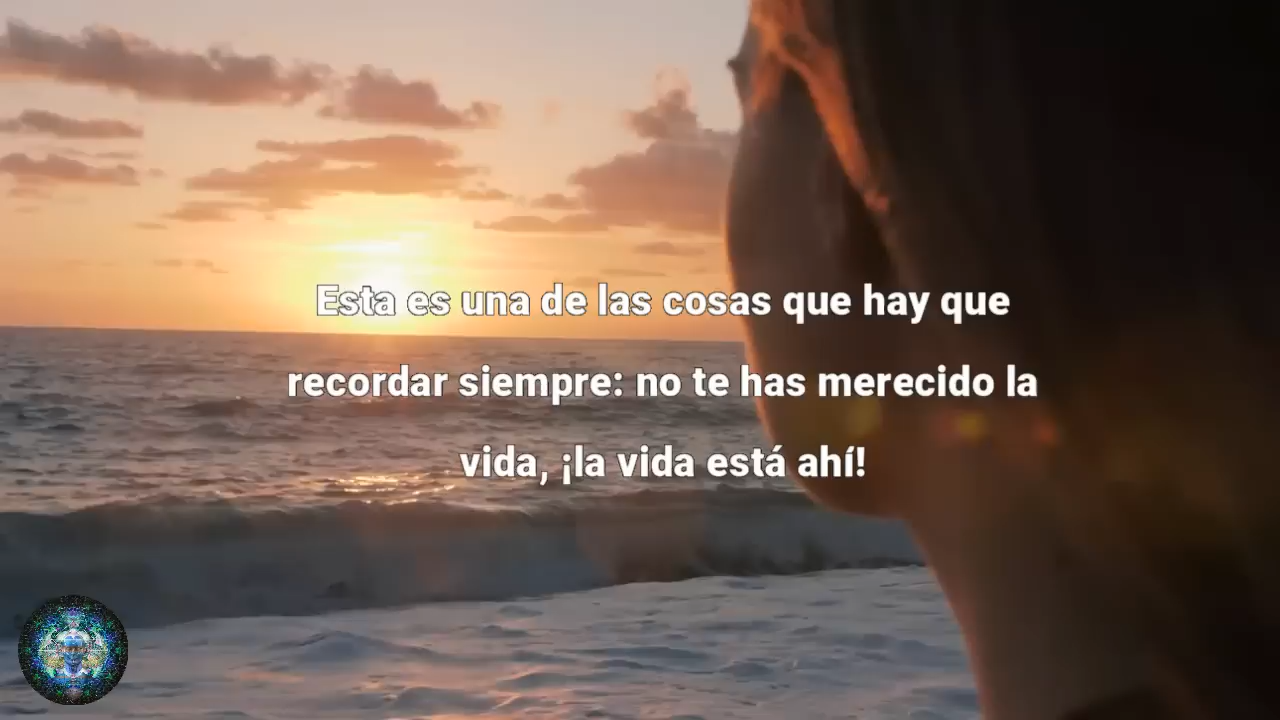 Esta es una de las cosas que hay que
recordar siempre: no te has merecido la
vida, ¡la vida está ahí!